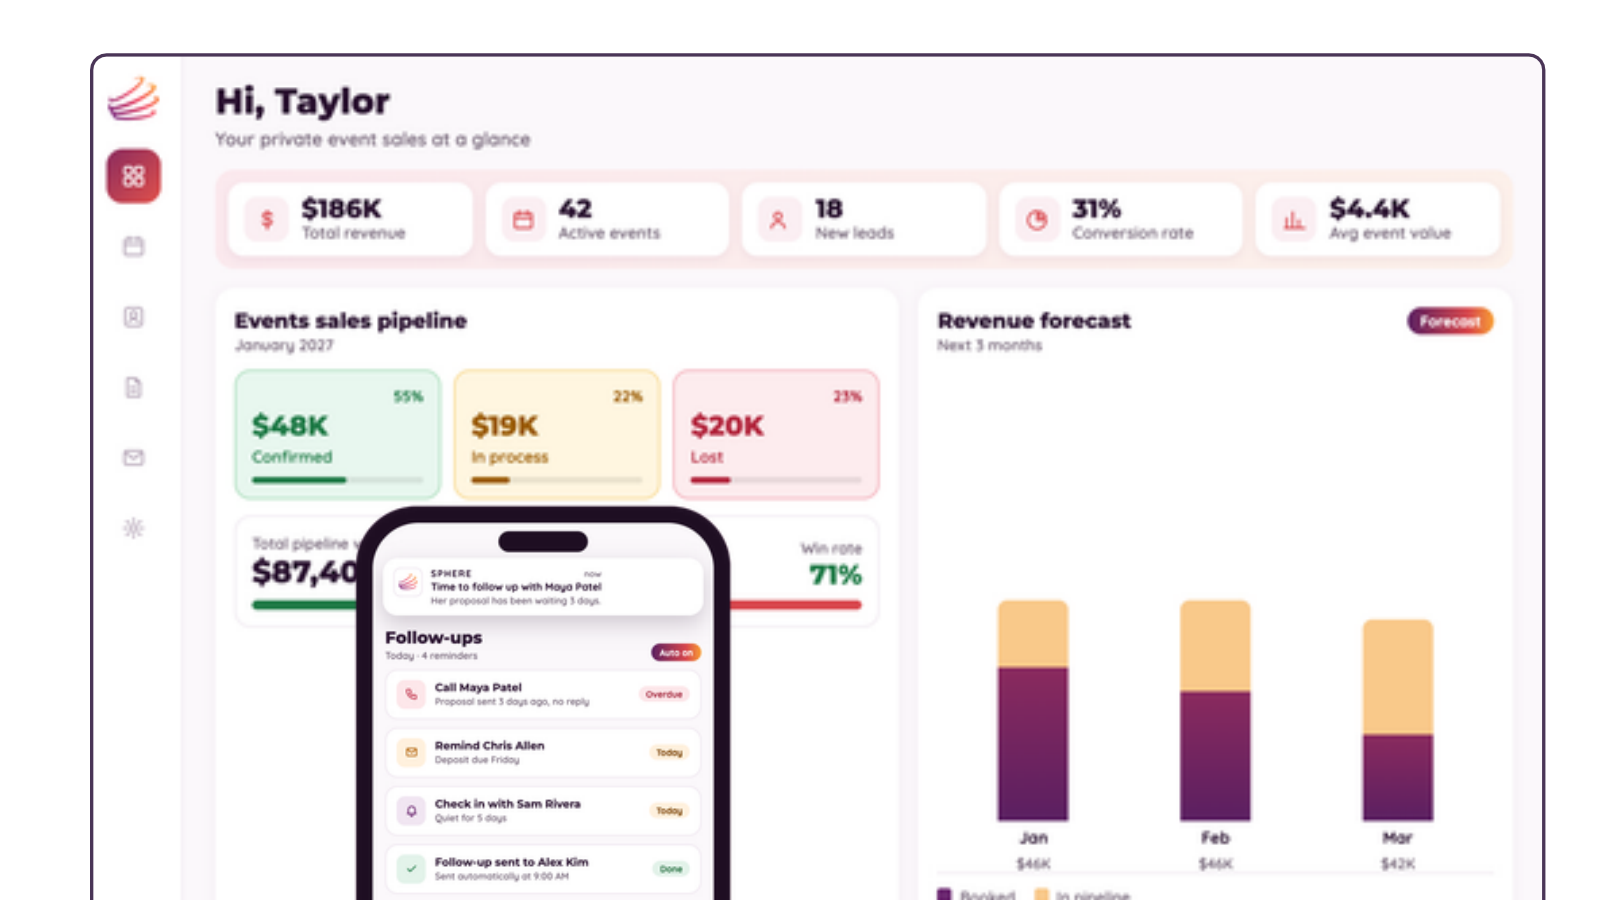 Hi, Taylor
Your private event sales at a glance
$186K
Total revenue
42
Active events
18
New leads
31%
Conversion rate
$4.4K
Avg event value
Events sales pipeline
January 2027
55%
$48K
Confirmed
22%
$19K
In process
23%
$20K
Lost
Total pipeline
$87,40
Win rate
71%
Revenue forecast
Next 3 months
Forecast
Jan
$46K
Feb
$46K
Mar
$42K
Booked
In pipeline
SPHERE
now
Time to follow up with Maya Patel
Her proposal has been waiting 3 days.
Follow-ups
Today · 4 reminders
Auto on
Call Maya Patel
Proposal sent 3 days ago, no reply
Overdue
Remind Chris Allen
Deposit due Friday
Today
Check in with Sam Rivera
Quiet for 5 days
Today
Follow-up sent to Alex Kim
Sent automatically at 9:00 AM
Done